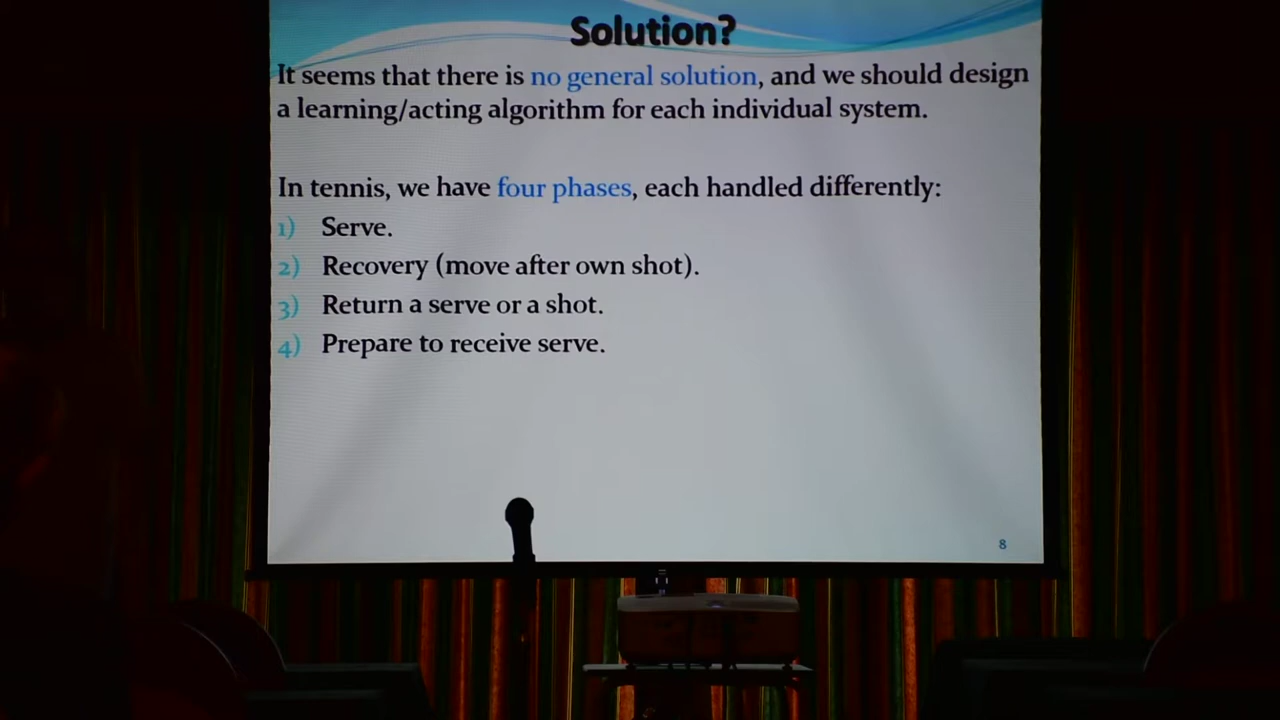 Solution?
It seems that there is no general solution, and we should design
a learning/acting algorithm for each individual system.
In tennis, we have four phases, each handled differently:
1) Serve.
2) Recovery (move after own shot).
3) Return a serve or a shot.
4) Prepare to receive serve.
8